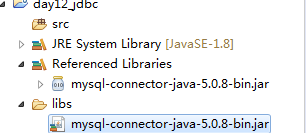 day12_jdbc
src
JRE System Library [JavaSE-1.8]
Referenced Libraries
mysql-connector-java-5.0.8-bin.jar
libs
mysql-connector-java-5.0.8-bin.jar